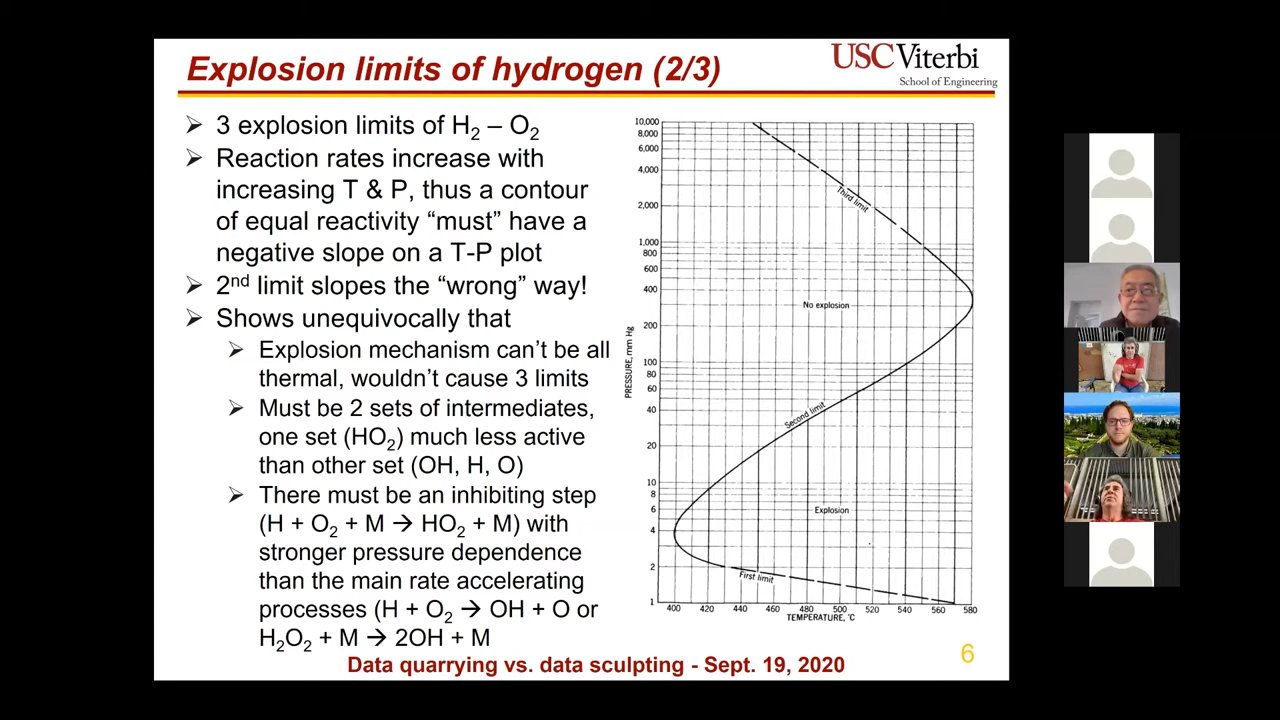 Explosion limits of hydrogen (2/3)
USC Viterbi
School of Engineering
➢ 3 explosion limits of H2 – O2
➢ Reaction rates increase with
increasing T & P, thus a contour
of equal reactivity “must” have a
negative slope on a T-P plot
➢ 2nd limit slopes the “wrong” way!
➢ Shows unequivocally that
➢ Explosion mechanism can’t be all
thermal, wouldn’t cause 3 limits
➢ Must be 2 sets of intermediates,
one set (HO2) much less active
than other set (OH, H, O)
➢ There must be an inhibiting step
(H + O2 + M → HO2 + M) with
stronger pressure dependence
than the main rate accelerating
processes (H + O2 → OH + O or
H2O2 + M → 2OH + M
10,000
8,000
6,000
4,000
2,000
1,000
800
600
400
200
100
80
60
40
20
10
8
6
4
2
1
PRESSURE, mm Hg
Third limit
No explosion
Second limit
Explosion
First limit
400 420 440 460 480 500 520 540 560 580
TEMPERATURE, °C
Data quarrying vs. data sculpting - Sept. 19, 2020
6